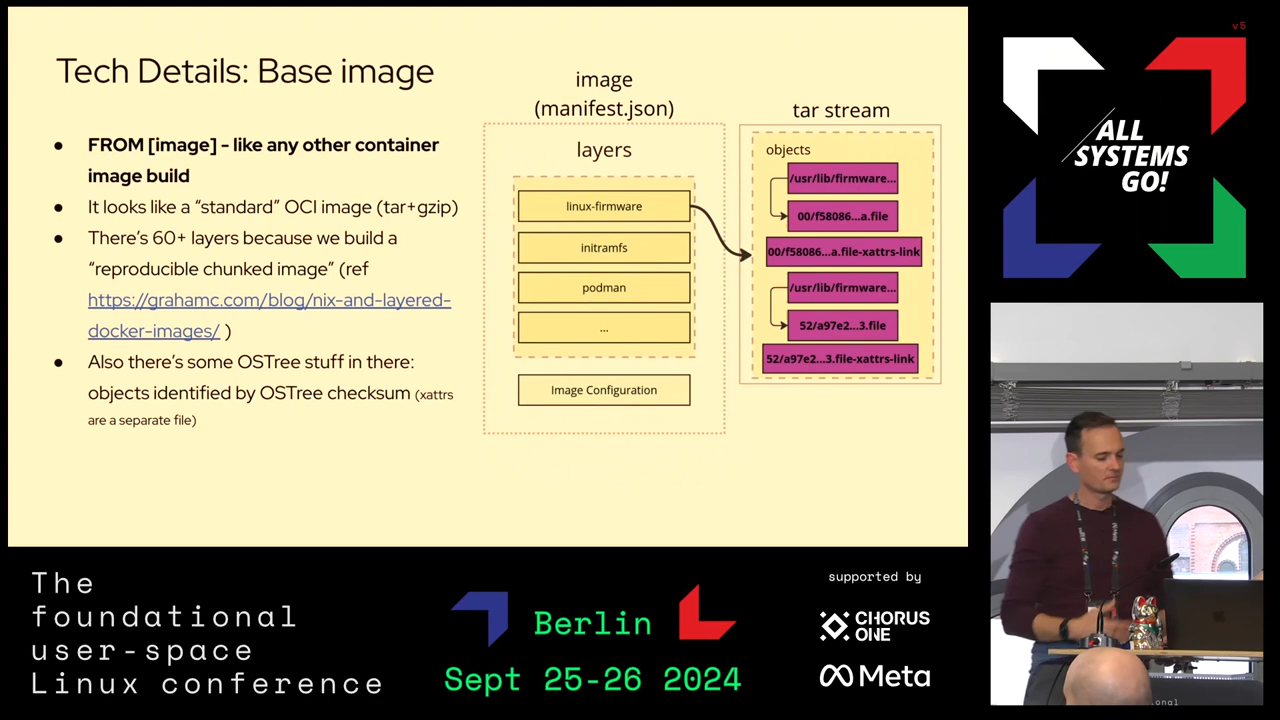 Tech Details: Base image
● FROM [image] - like any other container
image build
● It looks like a “standard” OCI image (tar+gzip)
● There’s 60+ layers because we build a
“reproducible chunked image” (ref
https://grahamc.com/blog/nix-and-layered-
docker-images/ )
● Also there’s some OSTree stuff in there:
objects identified by OSTree checksum (xattrs
are a separate file)
image
(manifest.json)
layers
linux-firmware
initramfs
podman
...
Image Configuration
tar stream
objects
/usr/lib/firmware...
00/f58086...a.file
00/f58086...a.file-xattrs-link
/usr/lib/firmware...
52/a97e2...3.file
52/a97e2...3.file-xattrs-link
v5
ALL
SYSTEMS
GO!
The
foundational
user-space
Linux conference
Berlin
Sept 25-26 2024
supported by
CHORUS
ONE
Meta